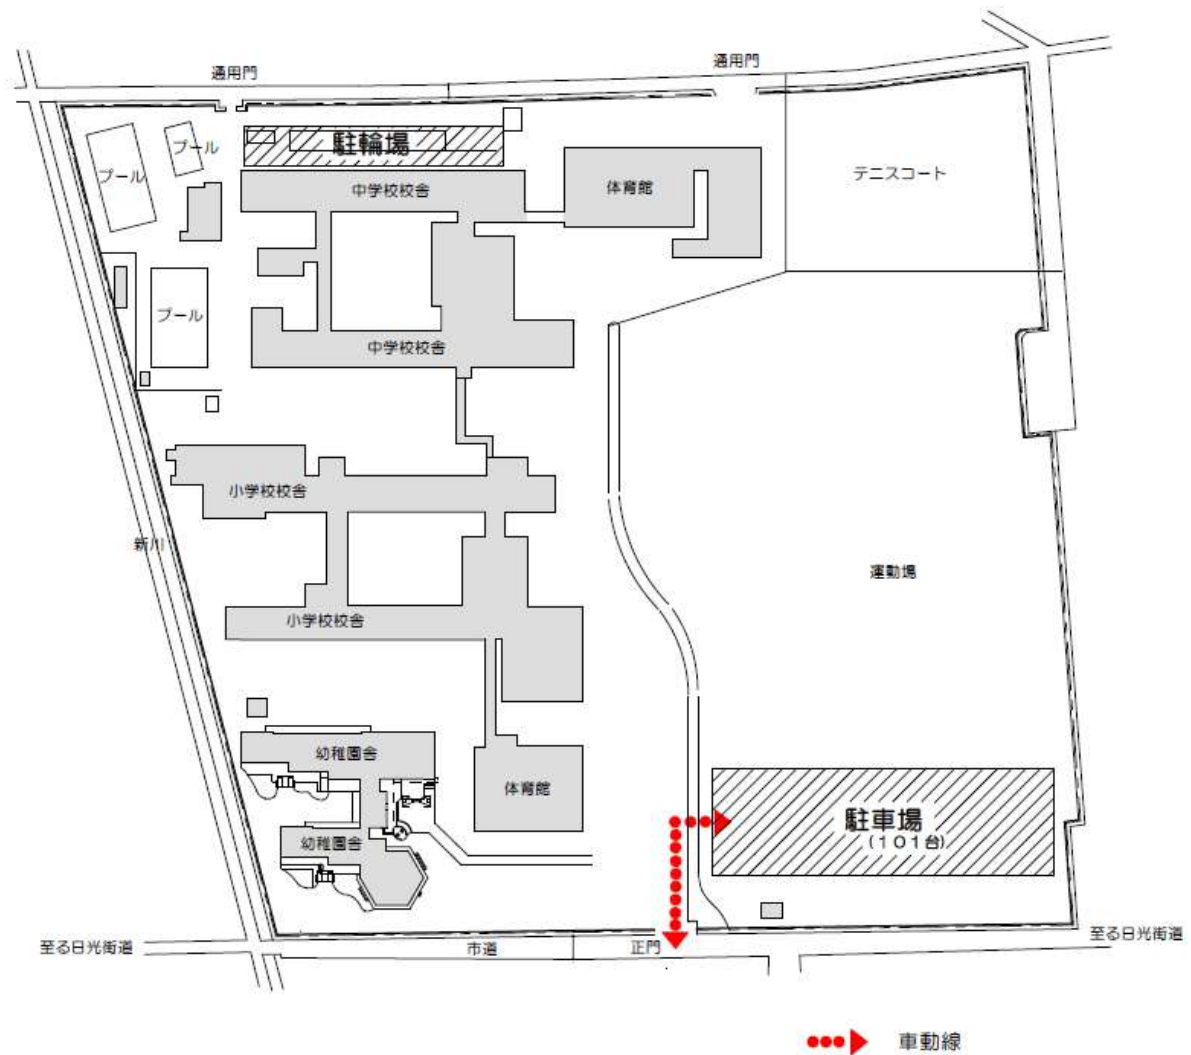 通用門
通用門
プール
プール
駐輪場
中学校校舎
体育館
テニスコート
プール
中学校校舎
小学校校舎
新川
運動場
小学校校舎
幼稚園舎
体育館
駐車場
(101台)
幼稚園舎
至る日光街道
市道
正門
至る日光街道
車動線